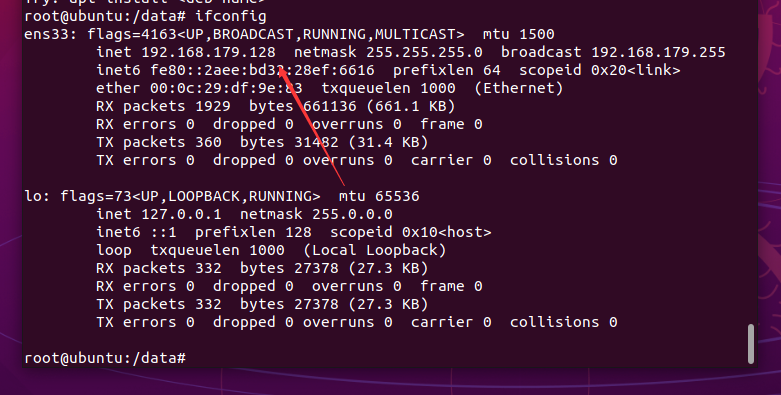 Try: apt install <deb name>
root@ubuntu:/data# ifconfig
ens33: flags=4163<UP,BROADCAST,RUNNING,MULTICAST>  mtu 1500
        inet 192.168.179.128  netmask 255.255.255.0  broadcast 192.168.179.255
        inet6 fe80::2aee:bd32:28ef:6616  prefixlen 64  scopeid 0x20<link>
        ether 00:0c:29:df:9e:83  txqueuelen 1000  (Ethernet)
        RX packets 1929  bytes 661136 (661.1 KB)
        RX errors 0  dropped 0  overruns 0  frame 0
        TX packets 360  bytes 31482 (31.4 KB)
        TX errors 0  dropped 0 overruns 0  carrier 0  collisions 0
lo: flags=73<UP,LOOPBACK,RUNNING>  mtu 65536
        inet 127.0.0.1  netmask 255.0.0.0
        inet6 ::1  prefixlen 128  scopeid 0x10<host>
        loop  txqueuelen 1000  (Local Loopback)
        RX packets 332  bytes 27378 (27.3 KB)
        RX errors 0  dropped 0  overruns 0  frame 0
        TX packets 332  bytes 27378 (27.3 KB)
        TX errors 0  dropped 0 overruns 0  carrier 0  collisions 0
root@ubuntu:/data#